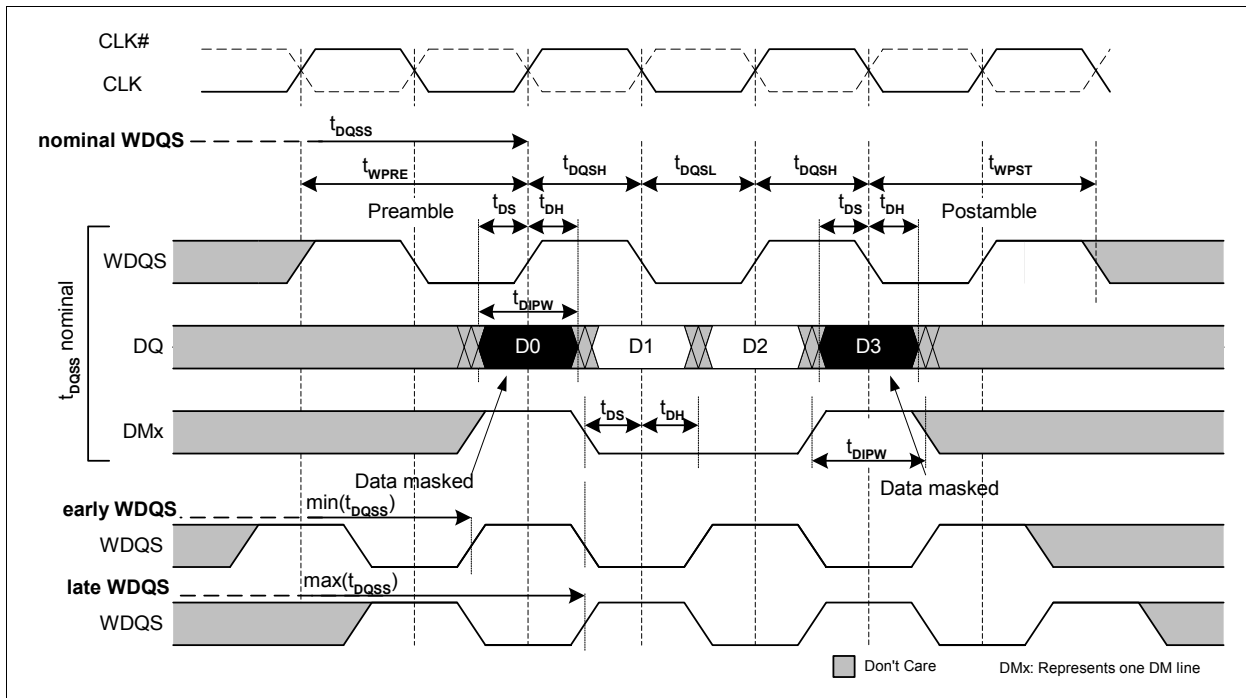 CLK#
CLK
nominal WDQS
tDQSS
tWPRE
tDQSH
tDQSL
tDQSH
tWPST
Preamble
tDS
tDH
tDS
tDH
Postamble
tDQSS nominal
WDQS
tDIPW
DQ
D0
D1
D2
D3
DMx
tDS
tDH
tDIPW
Data masked
Data masked
early WDQS
min(tDQSS)
WDQS
late WDQS
max(tDQSS)
WDQS
Don't Care
DMx: Represents one DM line